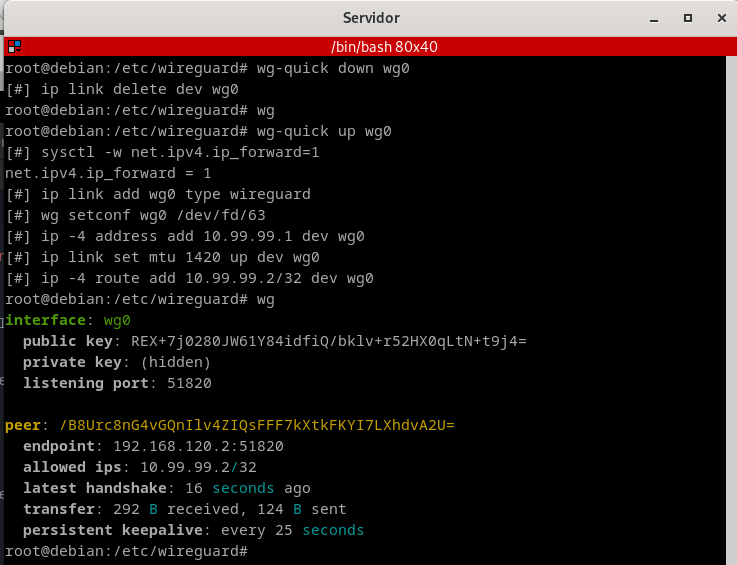 Servidor
/bin/bash 80x40
root@debian:/etc/wireguard# wg-quick down wg0
[#] ip link delete dev wg0
root@debian:/etc/wireguard# wg
root@debian:/etc/wireguard# wg-quick up wg0
[#] sysctl -w net.ipv4.ip_forward=1
net.ipv4.ip_forward = 1
[#] ip link add wg0 type wireguard
[#] wg setconf wg0 /dev/fd/63
[#] ip -4 address add 10.99.99.1 dev wg0
[#] ip link set mtu 1420 up dev wg0
[#] ip -4 route add 10.99.99.2/32 dev wg0
root@debian:/etc/wireguard# wg
interface: wg0
public key: REX+7j0280JW61Y84idfiQ/bklv+r52HX0qLtN+t9j4=
private key: (hidden)
listening port: 51820
peer: /B8Urc8nG4vGQnIlv4ZIQsFFF7kXtkFKYI7LXhdvA2U=
endpoint: 192.168.120.2:51820
allowed ips: 10.99.99.2/32
latest handshake: 16 seconds ago
transfer: 292 B received, 124 B sent
persistent keepalive: every 25 seconds
root@debian:/etc/wireguard#